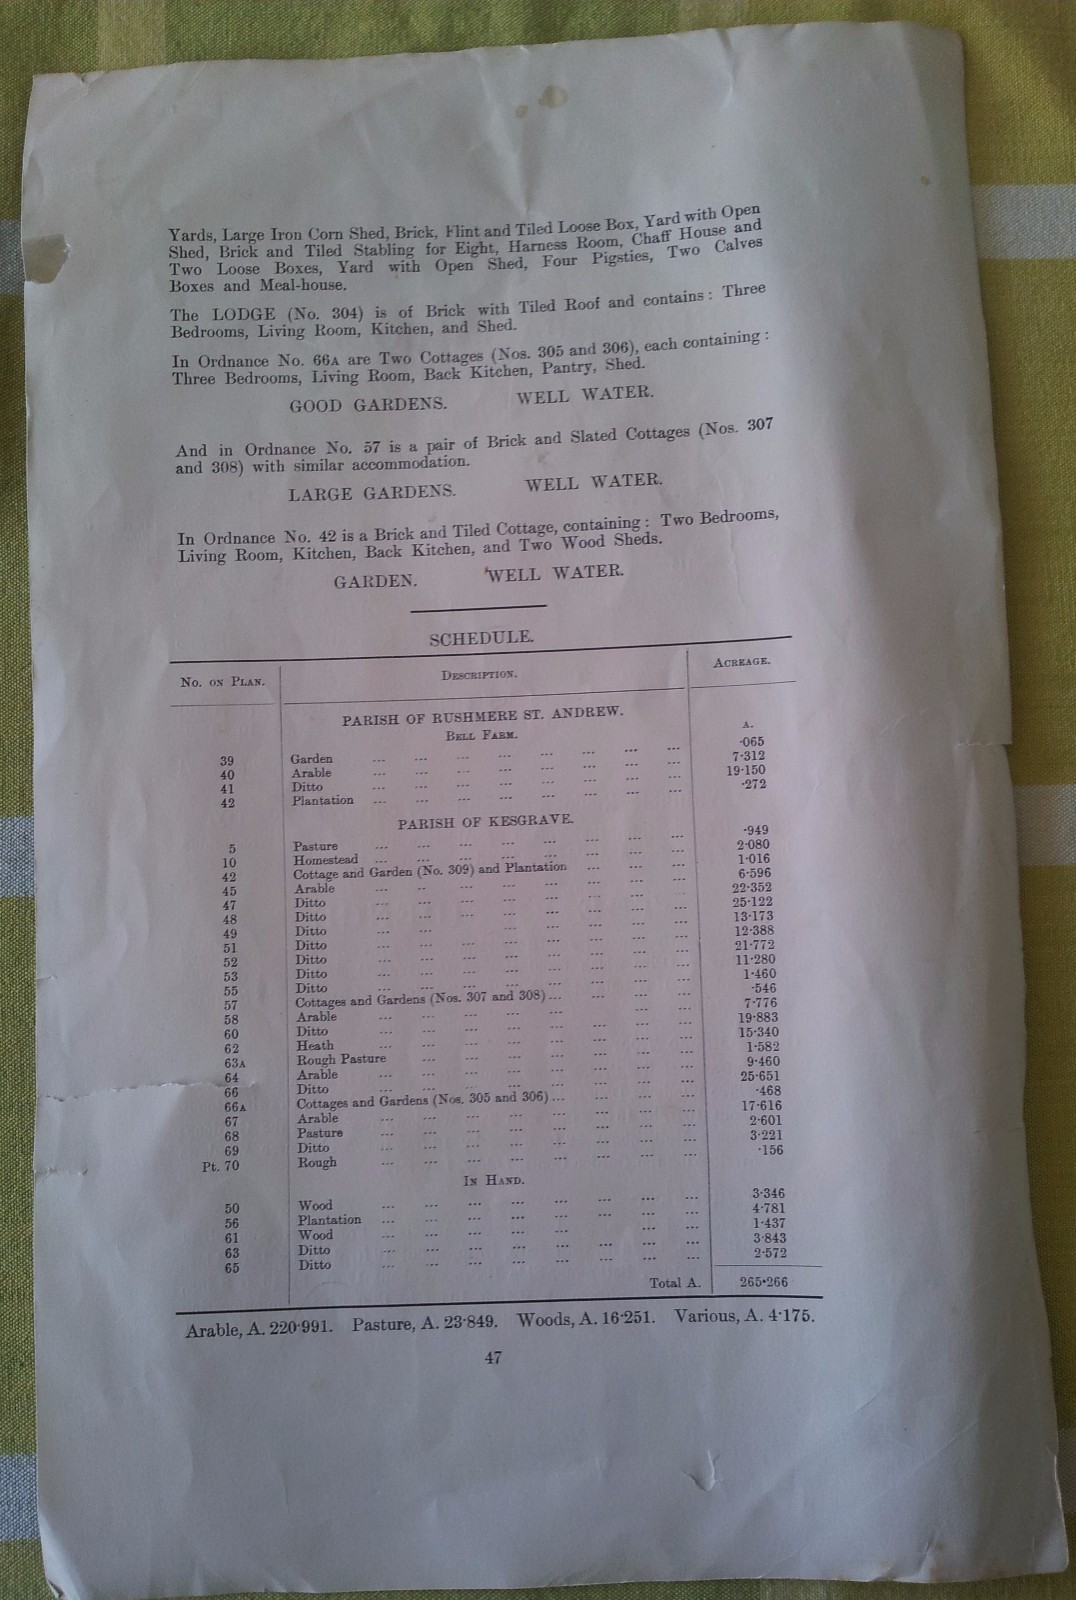 Yards, Large Iron Corn Shed, Brick, Flint and Tiled Loose Box, Yard with Open
Shed, Brick and Tiled Stabling for Eight, Harness Room, Chaff House and
Two Loose Boxes, Yard with Open Shed, Four Pigsties, Two Calves
Boxes and Meal-house.
The LODGE (No. 304) is of Brick with Tiled Roof and contains: Three
Bedrooms, Living Room, Kitchen, and Shed.
In Ordnance No. 66A are Two Cottages (Nos. 305 and 306), each containing:
Three Bedrooms, Living Room, Back Kitchen, Pantry, Shed.
GOOD GARDENS. WELL WATER.
And in Ordnance No. 57 is a pair of Brick and Slated Cottages (Nos. 307
and 308) with similar accommodation.
LARGE GARDENS. WELL WATER.
In Ordnance No. 42 is a Brick and Tiled Cottage, containing: Two Bedrooms,
Living Room, Kitchen, Back Kitchen, and Two Wood Sheds.
GARDEN. WELL WATER.
SCHEDULE.
No. on Plan. Description. Acreage.
PARISH OF RUSHMERE ST. ANDREW.
Bell Farm. A.
39 Garden ... ... ... ... ... ... ... ... ·065
40 Arable ... ... ... ... ... ... ... ... 7·312
41 Ditto ... ... ... ... ... ... ... ... 19·150
42 Plantation ... ... ... ... ... ... ... ... ·272
PARISH OF KESGRAVE.
5 Pasture ... ... ... ... ... ... ... ... ·949
10 Homestead ... ... ... ... ... ... ... ... 2·080
42 Cottage and Garden (No. 309) and Plantation ... ... ... 1·016
45 Arable ... .. ... ... ... ... ... ... 6·596
47 Ditto ... ... ... ... ... ... ... ... 22·352
48 Ditto ... ... ... ... ... ... ... ... 25·122
49 Ditto ... ... ... ... ... ... ... 13·173
51 Ditto ... ... ... ... ... ... ... ... 12·388
52 Ditto ... ... ... ... ... ... ... ... 21·772
53 Ditto ... ... ... ... ... ... ... ... 11·280
55 Ditto ... ... ... ... ... ... ... ... 1·460
57 Cottages and Gardens (Nos. 307 and 308) ... ... ... ... ·546
58 Arable ... ... ... ... ... ... ... 7·776
60 Ditto ... ... ... ... ... ... ... ... 19·883
62 Heath ... ... ... ... ... ... ... ... 15·340
63A Rough Pasture ... ... ... ... ... ... ... 1·582
64 Arable ... ... ... ... ... ... ... ... 9·460
66 Ditto ... ... ... ... ... ... ... ... 25·651
66A Cottages and Gardens (Nos. 305 and 306) ... ... ... ... ·468
67 Arable ... ... ... ... ... ... ... ... 17·616
68 Pasture ... ... ... ... ... ... ... ... 2·601
69 Ditto ... ... ... ... ... ... ... ... 3·221
Pt. 70 Rough ... ... ... ... ... ... ... ... ·156
In Hand.
50 Wood ... ... ... ... ... ... ... ... 3·346
56 Plantation ... ... ... ... ... ... ... ... 4·781
61 Wood ... ... ... ... ... ... ... ... 1·437
63 Ditto ... ... ... ... ... ... ... ... 3·843
65 Ditto ... ... ... ... ... ... ... ... 2·572
Total A. 265·266
Arable, A. 220·991. Pasture, A. 23·849. Woods, A. 16·251. Various, A. 4·175.
47